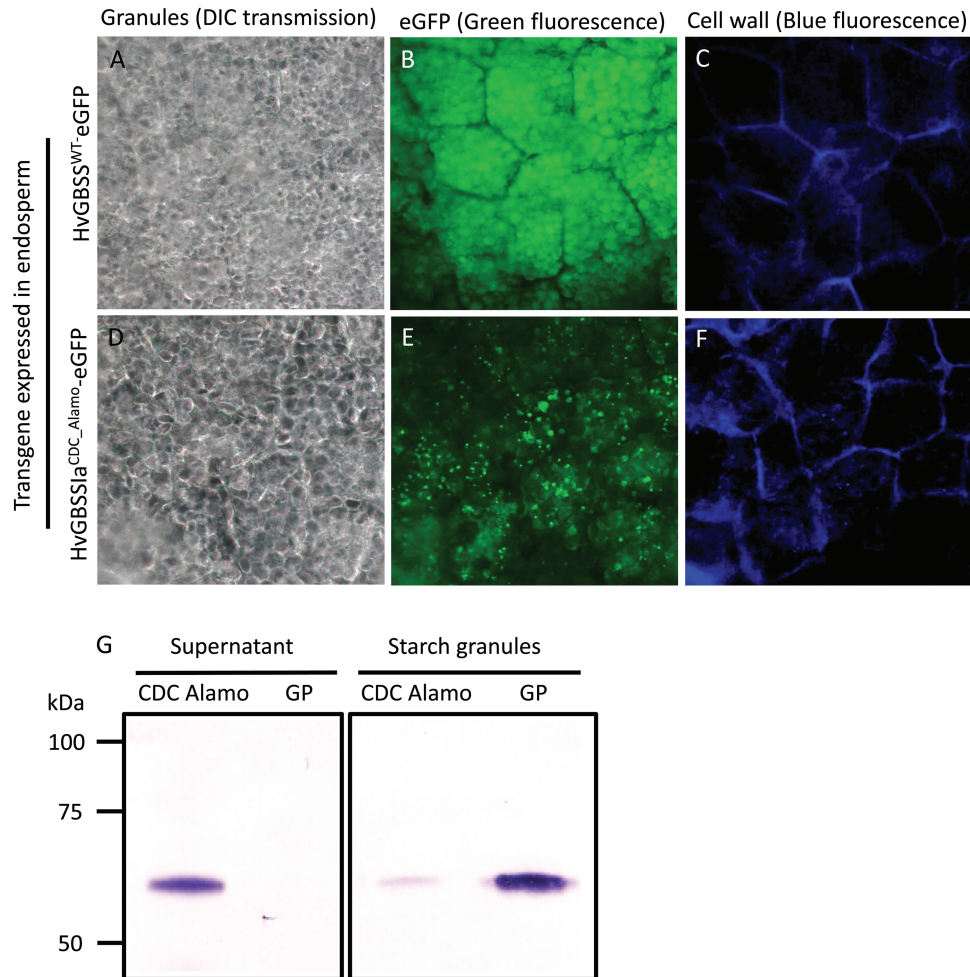 Granules (DIC transmission)
eGFP (Green fluorescence)
Cell wall (Blue fluorescence)
Transgene expressed in endosperm
HvGBSS^WT-eGFP
A
B
C
HvGBSSIa^CDC_Alamo-eGFP
D
E
F
G
Supernatant
Starch granules
kDa
CDC Alamo
GP
CDC Alamo
GP
100
75
50